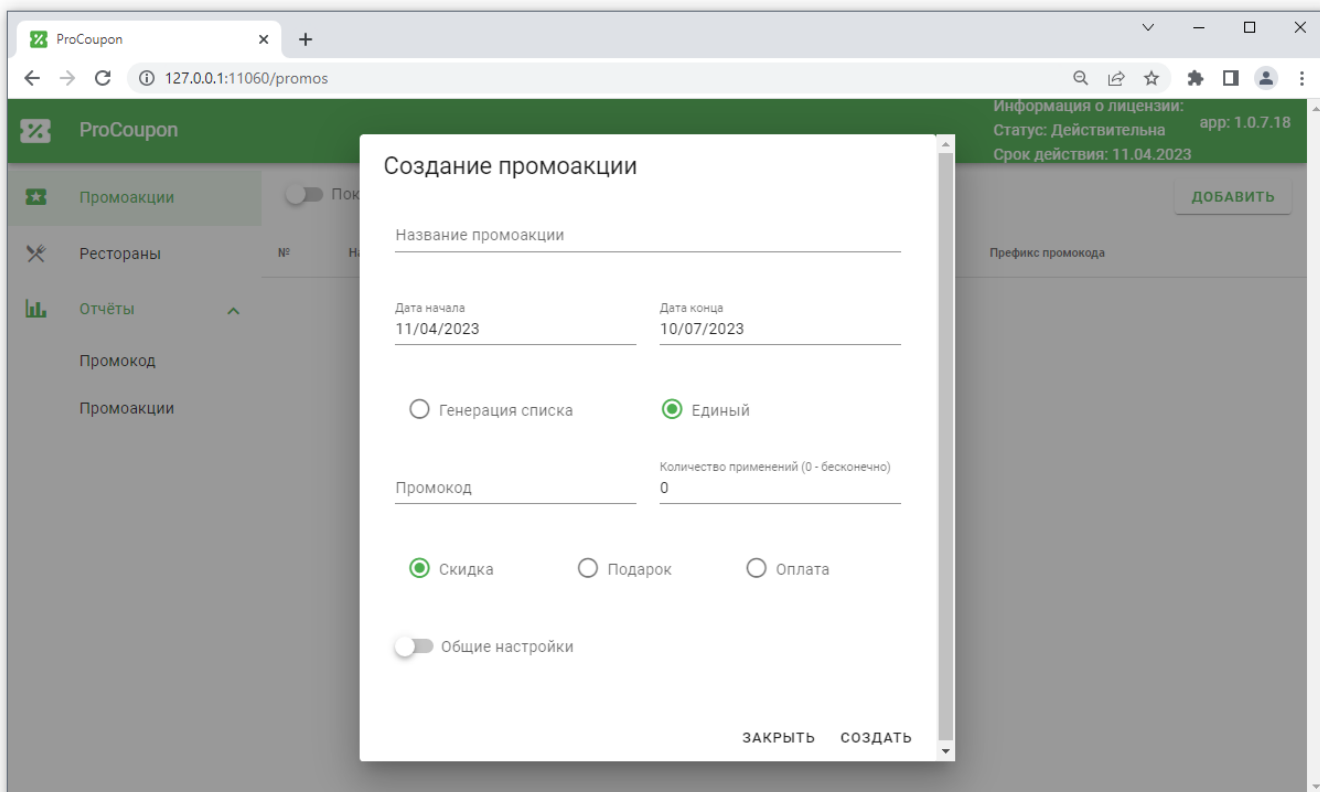 ProCoupon
127.0.0.1:11060/promos
ProCoupon
Информация о лицензии:
Статус: Действительна
Срок действия: 11.04.2023
app: 1.0.7.18
Промоакции
Рестораны
Отчёты
Промокод
Промоакции
Пок
ДОБАВИТЬ
№
На
Префикс промокода
Создание промоакции
Название промоакции
Дата начала
11/04/2023
Дата конца
10/07/2023
Генерация списка
Единый
Промокод
Количество применений (0 - бесконечно)
0
Скидка
Подарок
Оплата
Общие настройки
ЗАКРЫТЬ
СОЗДАТЬ